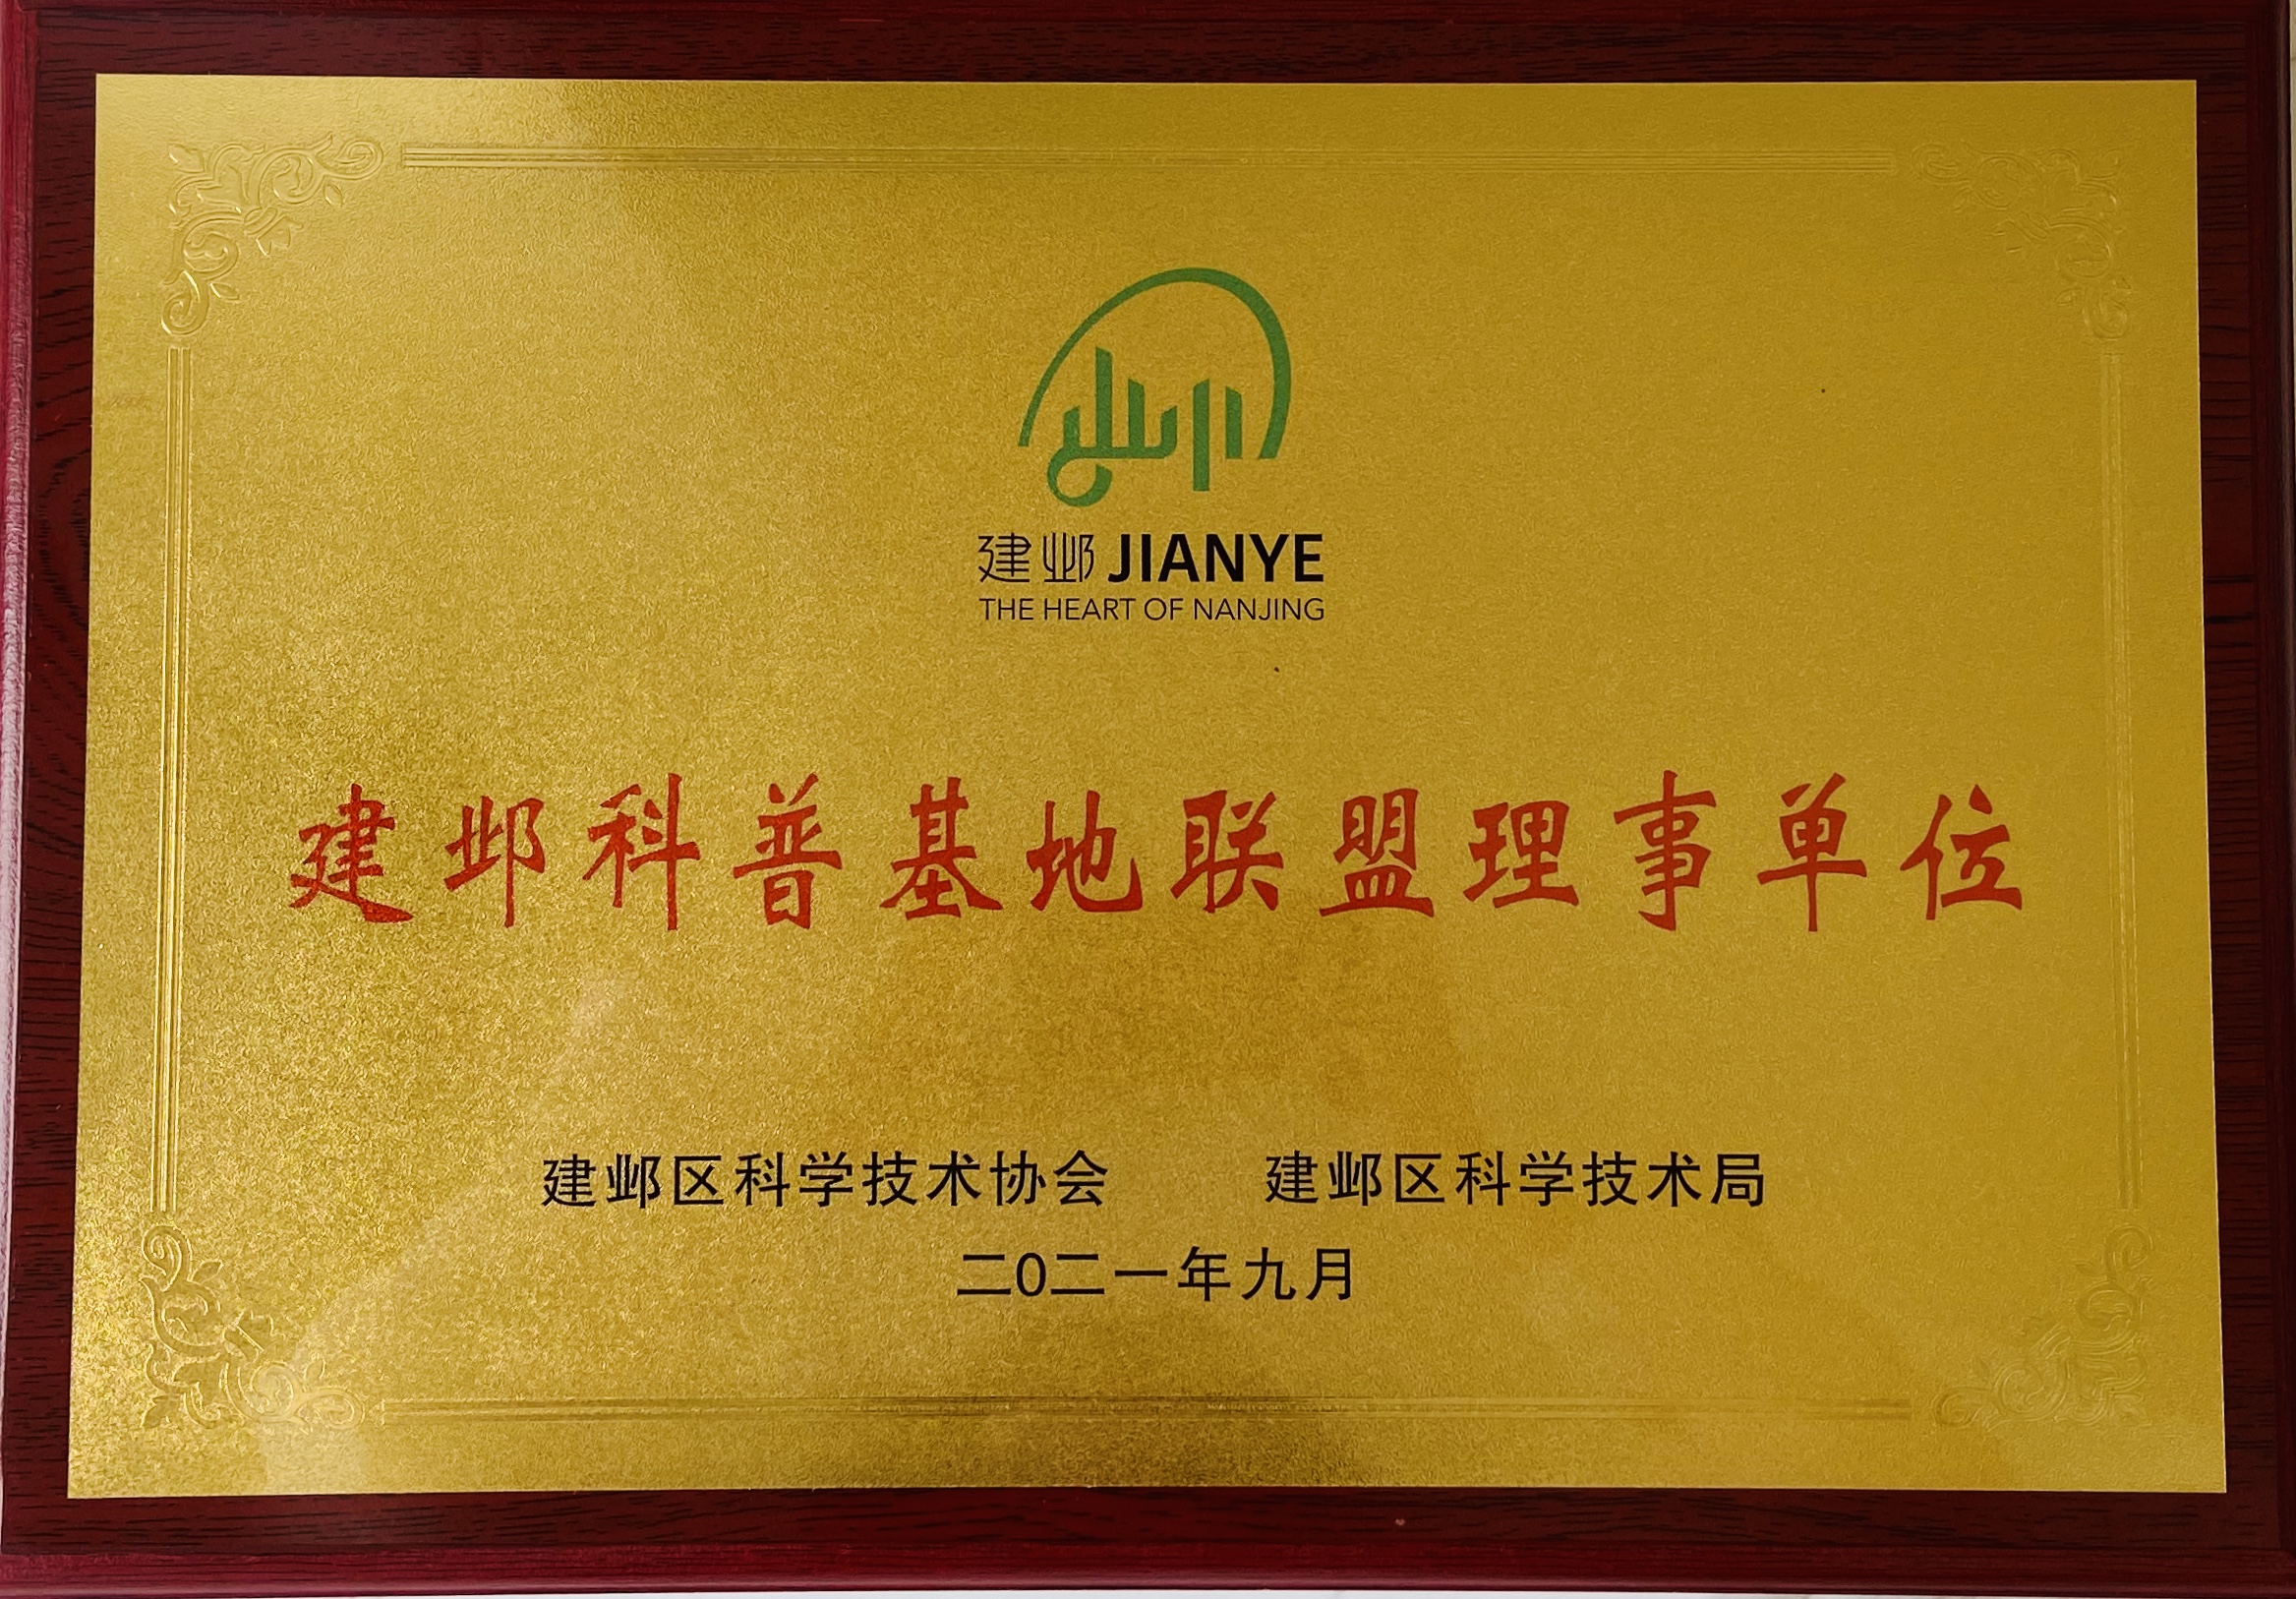 建邺 JIANYE
THE HEART OF NANJING
建邺科普基地联盟理事单位
建邺区科学技术协会 建邺区科学技术局
二0二一年九月